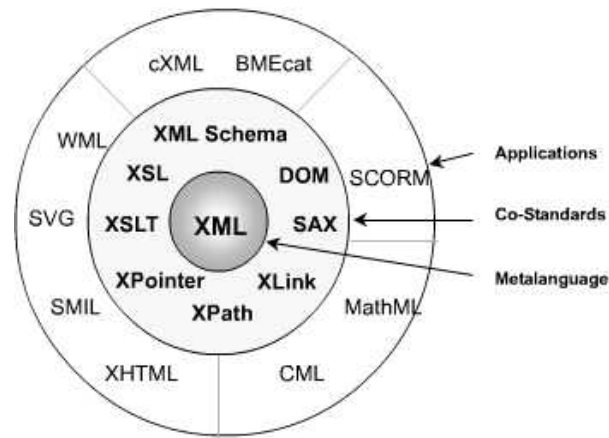 cXML BMEcat
XML Schema
WML
XSL
DOM
SCORM
Applications
SVG
XSLT
XML
SAX
Co-Standards
XPointer
XLink
Metalanguage
SMIL
XPath
MathML
XHTML
CML